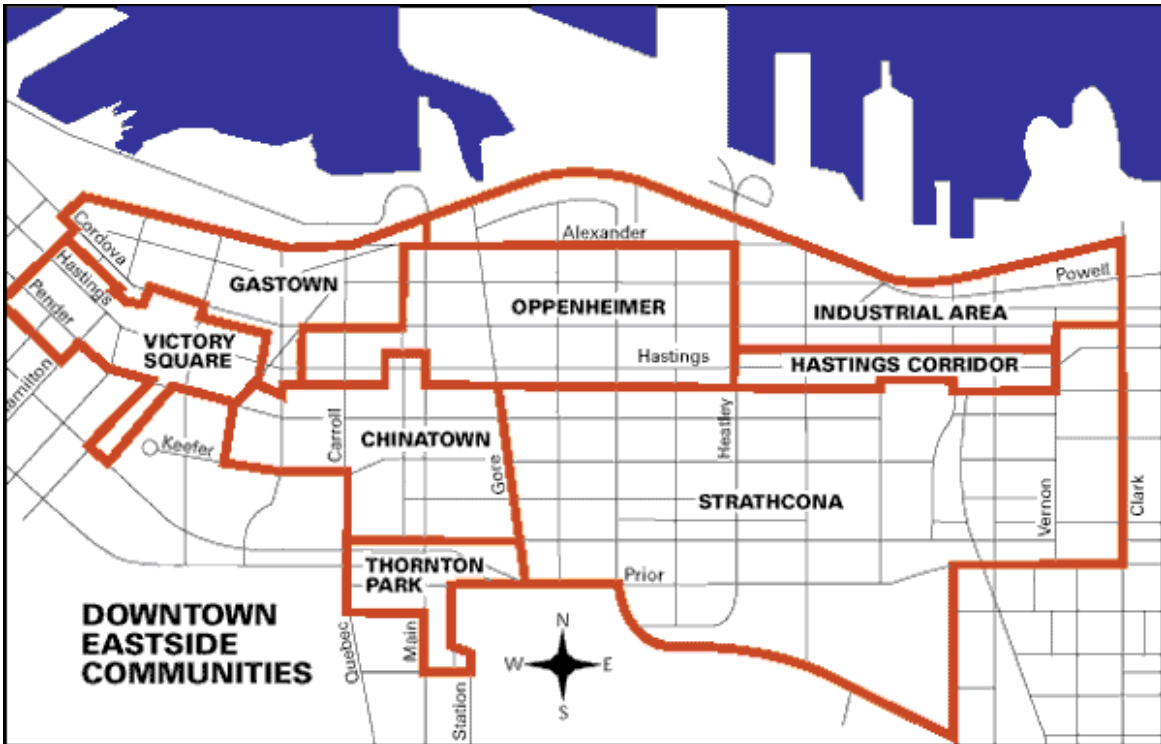 Alexander
Cordova
Powell
GASTOWN
Hastings
OPPENHEIMER
INDUSTRIAL AREA
Pender
VICTORY
SQUARE
Hastings
HASTINGS CORRIDOR
Hamilton
Keefer
Carroll
CHINATOWN
Gore
Heatley
STRATHCONA
Vernon
Clark
THORNTON
PARK
Prior
DOWNTOWN
EASTSIDE
COMMUNITIES
Quebec
Main
Station
N
W
E
S